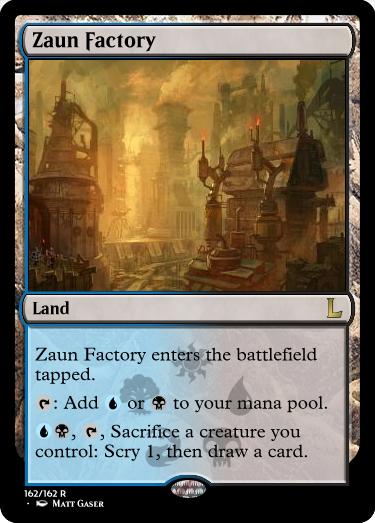 Zaun Factory
Land
L
Zaun Factory enters the battlefield
tapped.
: Add or to your mana pool.
, , Sacrifice a creature you
control: Scry 1, then draw a card.
162/162 R
· Matt Gaser